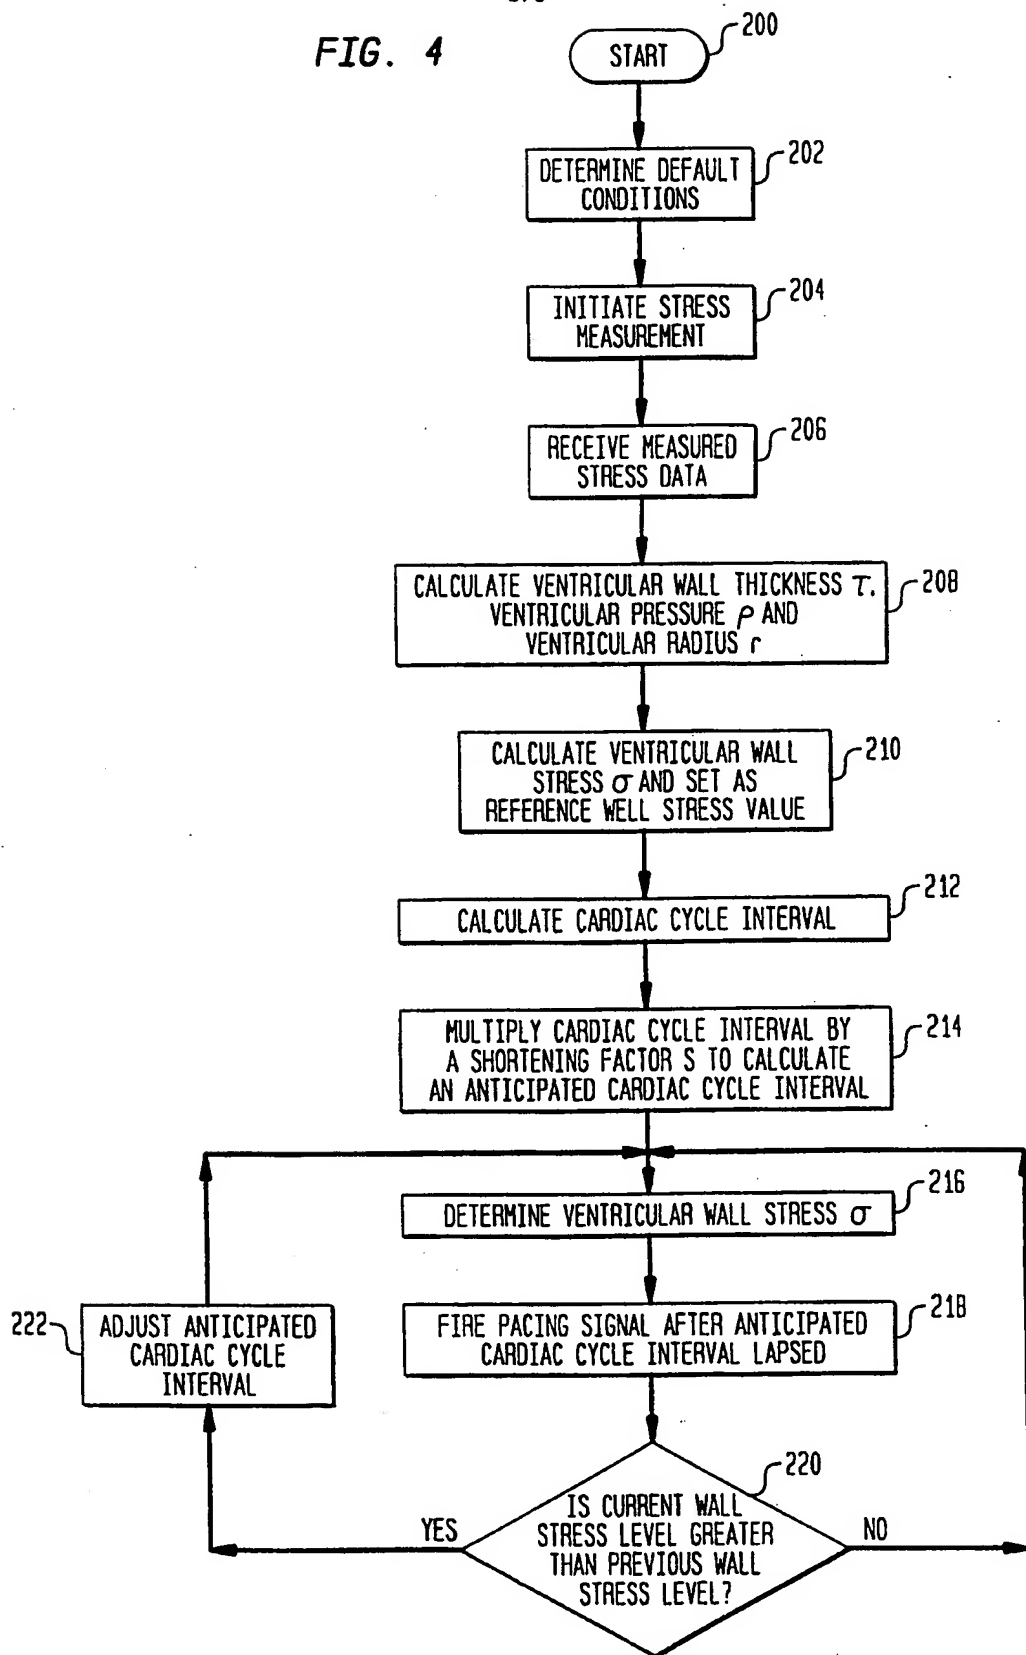 FIG. 4
START
200
DETERMINE DEFAULT
CONDITIONS
202
INITIATE STRESS
MEASUREMENT
204
RECEIVE MEASURED
STRESS DATA
206
CALCULATE VENTRICULAR WALL THICKNESS τ.
VENTRICULAR PRESSURE ρ AND
VENTRICULAR RADIUS r
208
CALCULATE VENTRICULAR WALL
STRESS σ AND SET AS
REFERENCE WELL STRESS VALUE
210
CALCULATE CARDIAC CYCLE INTERVAL
212
MULTIPLY CARDIAC CYCLE INTERVAL BY
A SHORTENING FACTOR S TO CALCULATE
AN ANTICIPATED CARDIAC CYCLE INTERVAL
214
DETERMINE VENTRICULAR WALL STRESS σ
216
FIRE PACING SIGNAL AFTER ANTICIPATED
CARDIAC CYCLE INTERVAL LAPSED
218
222
ADJUST ANTICIPATED
CARDIAC CYCLE
INTERVAL
220
IS CURRENT WALL
STRESS LEVEL GREATER
THAN PREVIOUS WALL
STRESS LEVEL?
YES
NO